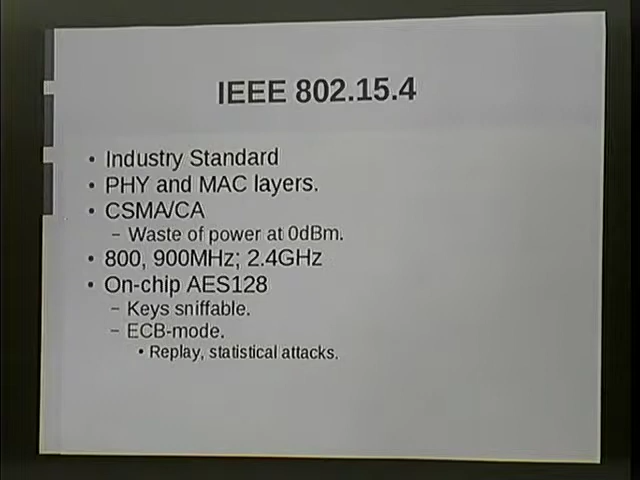 IEEE 802.15.4
• Industry Standard
• PHY and MAC layers.
• CSMA/CA
– Waste of power at 0dBm.
• 800, 900MHz; 2.4GHz
• On-chip AES128
– Keys sniffable.
– ECB-mode.
• Replay, statistical attacks.